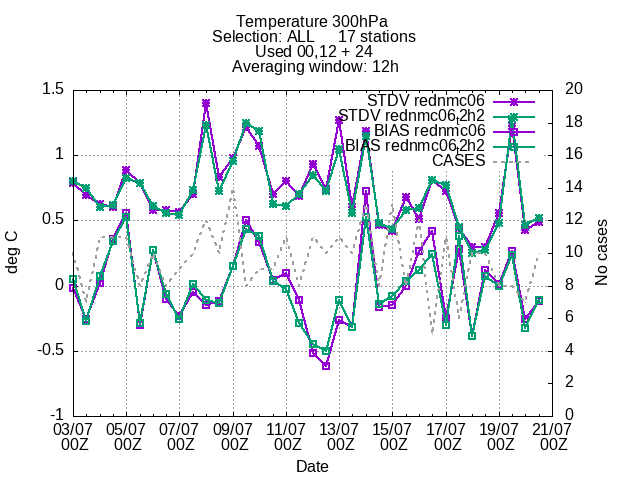 Temperature 300hPa
Selection: ALL 17 stations
Used 00,12 + 24
Averaging window: 12h
STDV rednmc06
STDV rednmc06,2h2
BIAS rednmc06
BIAS rednmc06,2h2
CASES
deg C
1.5
1
0.5
0
-0.5
-1
No cases
20
18
16
14
12
10
8
6
4
2
0
03/07 05/07 07/07 09/07 11/07 13/07 15/07 17/07 19/07 21/07
00Z 00Z 00Z 00Z 00Z 00Z 00Z 00Z 00Z 00Z
Date